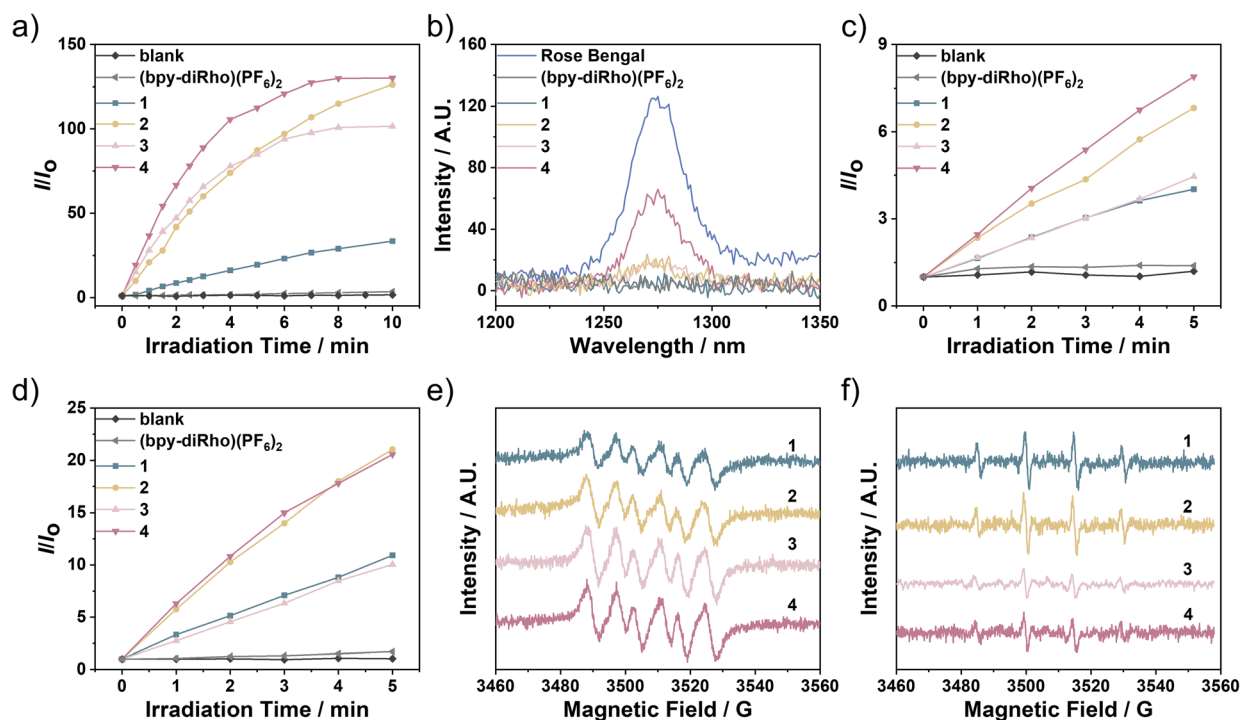 a)
150
125
100
75
50
25
0
I/I₀
blank
(bpy-diRho)(PF₆)₂
1
2
3
4
0 2 4 6 8 10
Irradiation Time / min
b)
160
120
80
40
0
Intensity / A.U.
Rose Bengal
(bpy-diRho)(PF₆)₂
1
2
3
4
1200 1250 1300 1350
Wavelength / nm
c)
9
6
3
0
I/I₀
blank
(bpy-diRho)(PF₆)₂
1
2
3
4
0 1 2 3 4 5
Irradiation Time / min
d)
25
20
15
10
5
0
I/I₀
blank
(bpy-diRho)(PF₆)₂
1
2
3
4
0 1 2 3 4 5
Irradiation Time / min
e)
Intensity / A.U.
1
2
3
4
3460 3480 3500 3520 3540 3560
Magnetic Field / G
f)
Intensity / A.U.
1
2
3
4
3460 3480 3500 3520 3540 3560
Magnetic Field / G